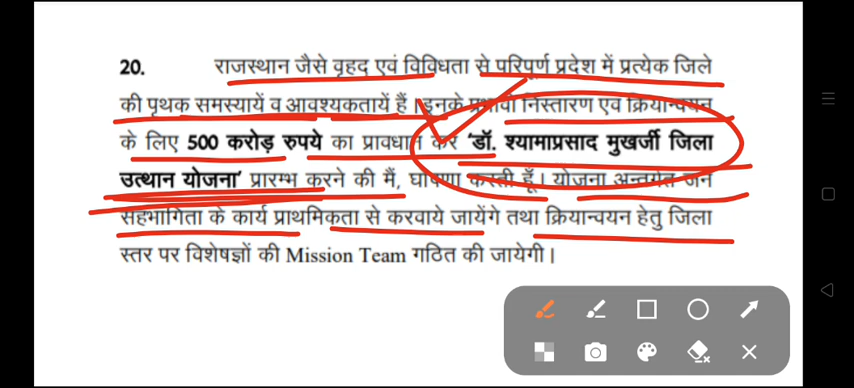 20. राजस्थान जैसे वृहद एवं विविधता से परिपूर्ण प्रदेश में प्रत्येक जिले
की पृथक समस्यायें व आवश्यकतायें हैं। इनके प्रभावी निस्तारण एवं क्रियान्वयन
के लिए 500 करोड़ रुपये का प्रावधान कर ‘डॉ. श्यामाप्रसाद मुखर्जी जिला
उत्थान योजना’ प्रारम्भ करने की मैं, घोषणा करती हूँ। योजना अन्तर्गत जन
सहभागिता के कार्य प्राथमिकता से करवाये जायेंगे तथा क्रियान्वयन हेतु जिला
स्तर पर विशेषज्ञों की Mission Team गठित की जायेगी।